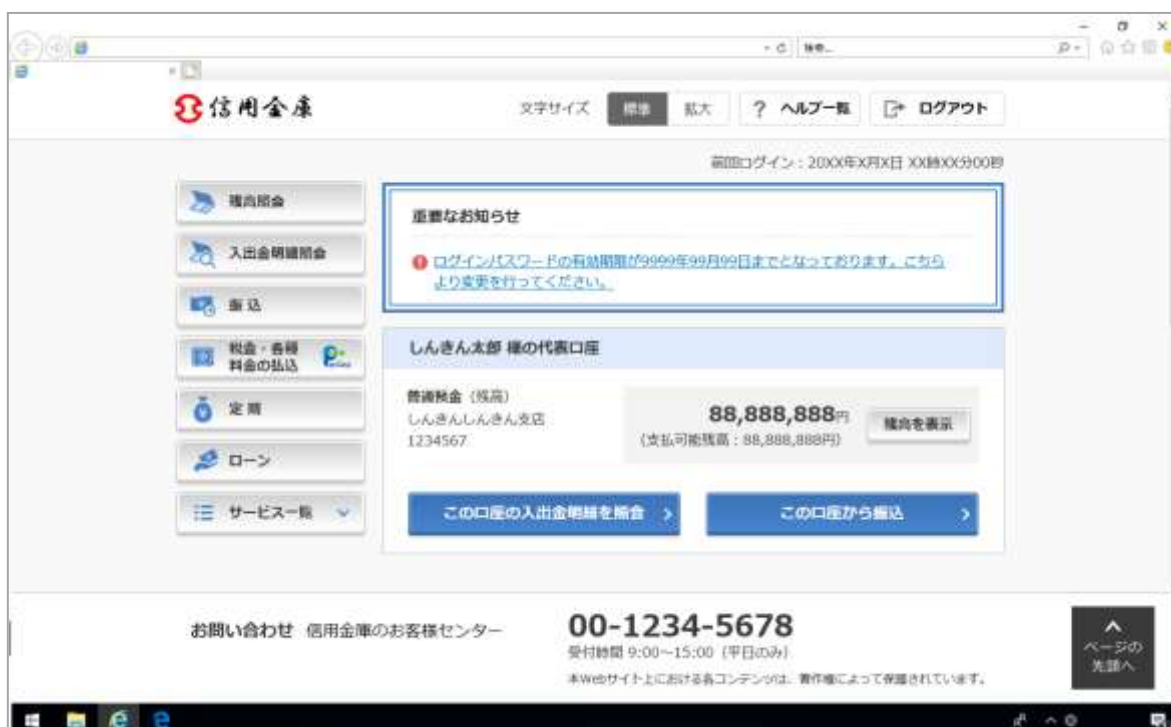 検索...
信用金庫
文字サイズ 標準 拡大 ? ヘルプ一覧 ログアウト
前回ログイン：20XX年X月X日 XX時XX分00秒
残高照会
入出金明細照会
振込
税金・各種
料金の払込
定期
ローン
サービス一覧
重要なお知らせ
ログインパスワードの有効期限が9999年99月99日までとなっております。こちら
より変更を行ってください。
しんきん太郎 様の代表口座
普通預金（残高）
しんきんしんきん支店
1234567
88,888,888円
（支払可能残高：88,888,888円）
残高を表示
この口座の入出金明細を照会
この口座から振込
お問い合わせ 信用金庫のお客様センター
00-1234-5678
受付時間 9:00～15:00（平日のみ）
本Webサイト上における各コンテンツは、著作権によって保護されています。
ページの
先頭へ